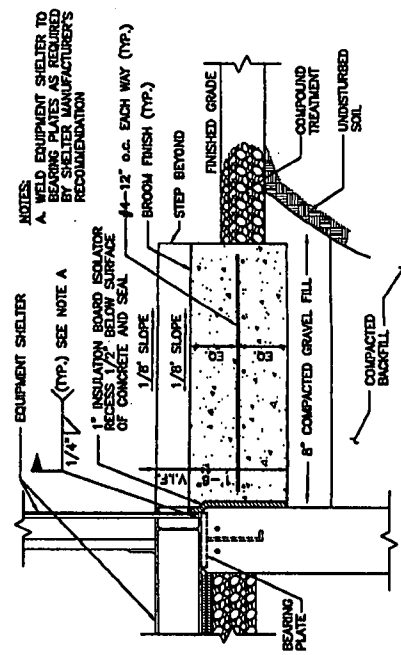 NOTES:
A. WELD EQUIPMENT SHELTER TO
BEARING PLATES AS REQUIRED
BY SHELTER MANUFACTURER'S
RECOMMENDATION
EQUIPMENT SHELTER
1/4"
(TYP.) SEE NOTE A
1" INSULATION BOARD ISOLATOR
RECESS 1/2" BELOW SURFACE
OF CONCRETE AND SEAL
#4-12" o.c. EACH WAY (TYP.)
BROOM FINISH (TYP.)
STEP BEYOND
1/8" SLOPE
1/8" SLOPE
FINISHED GRADE
V.I.F.
8" COMPACTED GRAVEL FILL
COMPOUND
TREATMENT
UNDISTURBED
SOIL
COMPACTED
BACKFILL
BEARING
PLATE